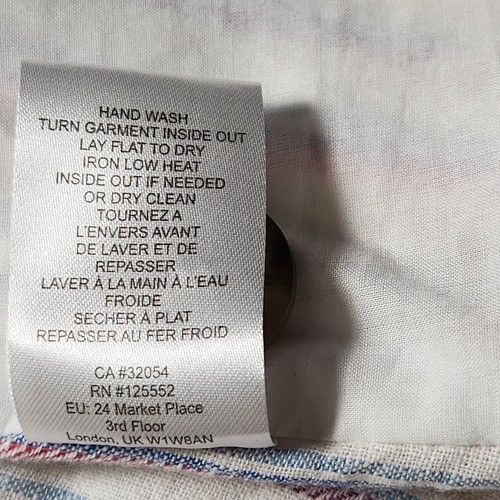 HAND WASH
TURN GARMENT INSIDE OUT
LAY FLAT TO DRY
IRON LOW HEAT
INSIDE OUT IF NEEDED
OR DRY CLEAN
TOURNEZ A
L'ENVERS AVANT
DE LAVER ET DE
REPASSER
LAVER À LA MAIN À L'EAU
FROIDE
SECHER À PLAT
REPASSER AU FER FROID
CA #32054
RN #125552
EU: 24 Market Place
3rd Floor
London, UK W1W8AN